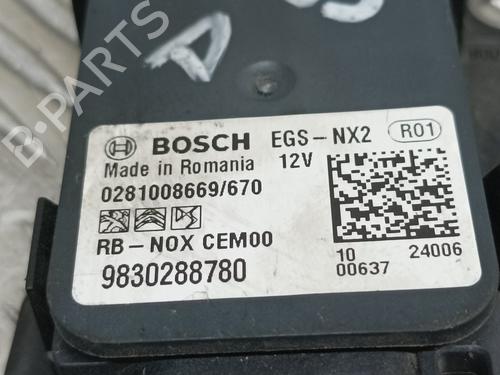 BOSCH EGS-NX2 R01
Made in Romania 12V
0281008669/670
RB-NOX CEM00
9830288780
10 24006
00637
B-PARTS